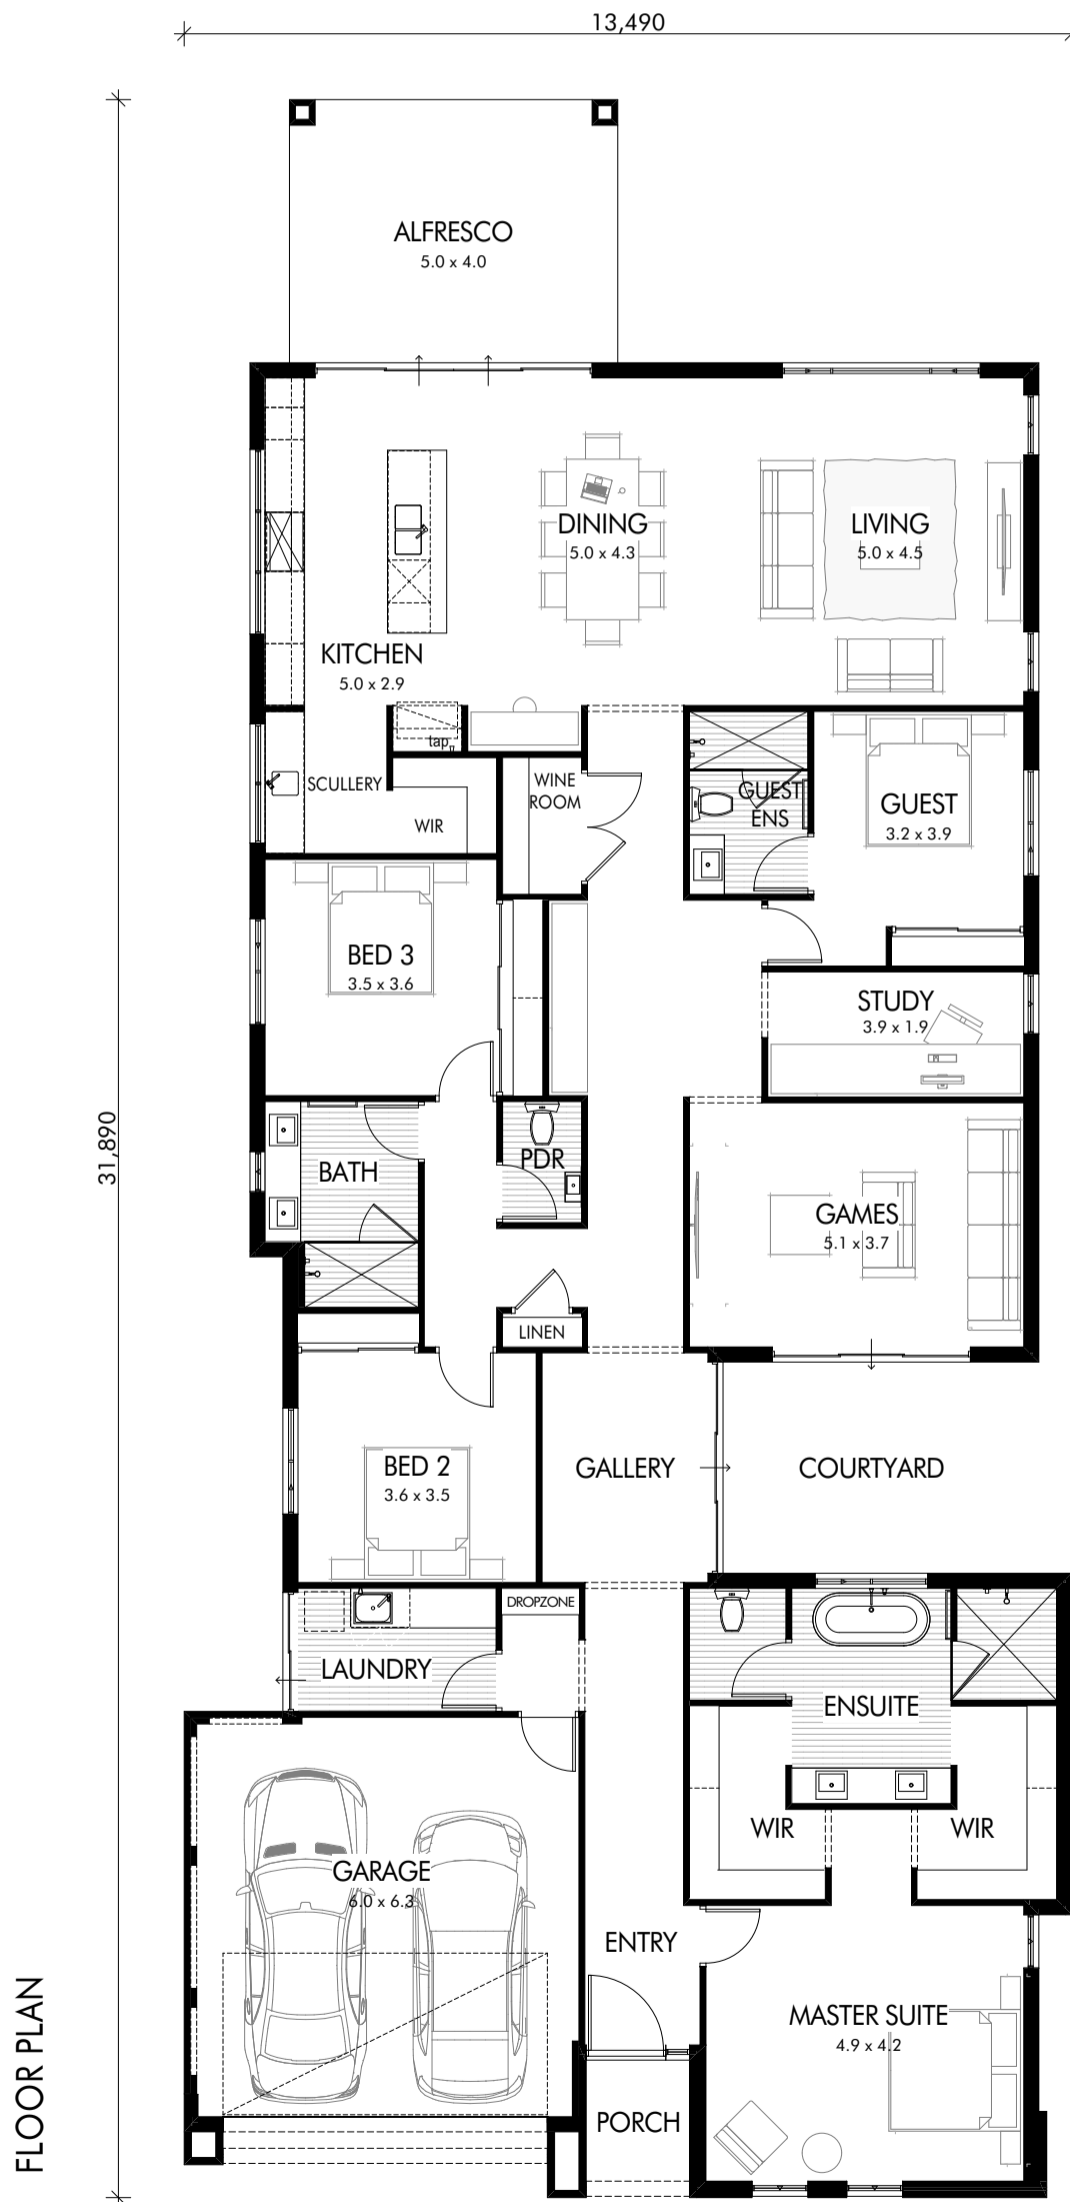 13,490
ALFRESCO
5.0 x 4.0
DINING
5.0 x 4.3
LIVING
5.0 x 4.5
KITCHEN
5.0 x 2.9
tap
SCULLERY
WIR
WINE
ROOM
GUEST
ENS
GUEST
3.2 x 3.9
BED 3
3.5 x 3.6
STUDY
3.9 x 1.9
31,890
BATH
PDR
GAMES
5.1 x 3.7
LINEN
BED 2
3.6 x 3.5
GALLERY
COURTYARD
DROPZONE
LAUNDRY
ENSUITE
WIR
WIR
GARAGE
6.0 x 6.3
ENTRY
MASTER SUITE
4.9 x 4.2
PORCH
FLOOR PLAN